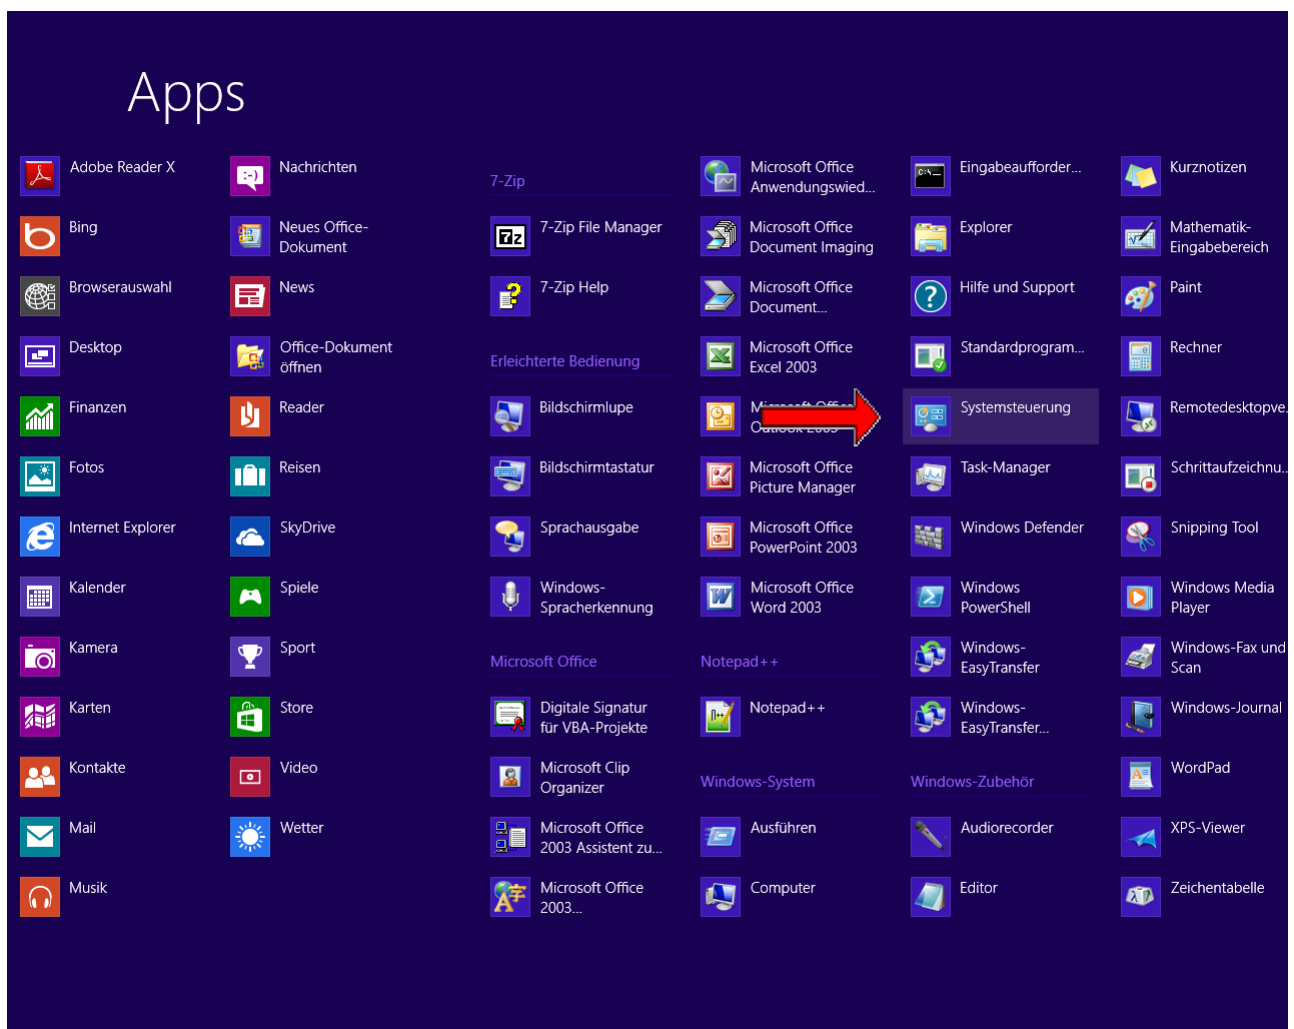 Apps
Adobe Reader X
Bing
Browserauswahl
Desktop
Finanzen
Fotos
Internet Explorer
Kalender
Kamera
Karten
Kontakte
Mail
Musik
Nachrichten
Neues Office-
Dokument
News
Office-Dokument
öffnen
Reader
Reisen
SkyDrive
Spiele
Sport
Store
Video
Wetter
7-Zip
7-Zip File Manager
7-Zip Help
Erleichterte Bedienung
Bildschirmlupe
Bildschirmtastatur
Sprachausgabe
Windows-
Spracherkennung
Microsoft Office
Digitale Signatur
für VBA-Projekte
Microsoft Clip
Organizer
Microsoft Office
2003 Assistent zu...
Microsoft Office
2003...
Microsoft Office
Anwendungswied...
Microsoft Office
Document Imaging
Microsoft Office
Document...
Microsoft Office
Excel 2003
Microsoft Office
Outlook 2003
Microsoft Office
Picture Manager
Microsoft Office
PowerPoint 2003
Microsoft Office
Word 2003
Notepad++
Notepad++
Windows-System
Ausführen
Computer
Eingabeaufforder...
Explorer
Hilfe und Support
Standardprogram...
Systemsteuerung
Task-Manager
Windows Defender
Windows
PowerShell
Windows-
EasyTransfer
Windows-
EasyTransfer...
Windows-Zubehör
Audiorecorder
Editor
Kurznotizen
Mathematik-
Eingabebereich
Paint
Rechner
Remotedesktopve.
Schrittaufzeichnu..
Snipping Tool
Windows Media
Player
Windows-Fax und
Scan
Windows-Journal
WordPad
XPS-Viewer
Zeichentabelle